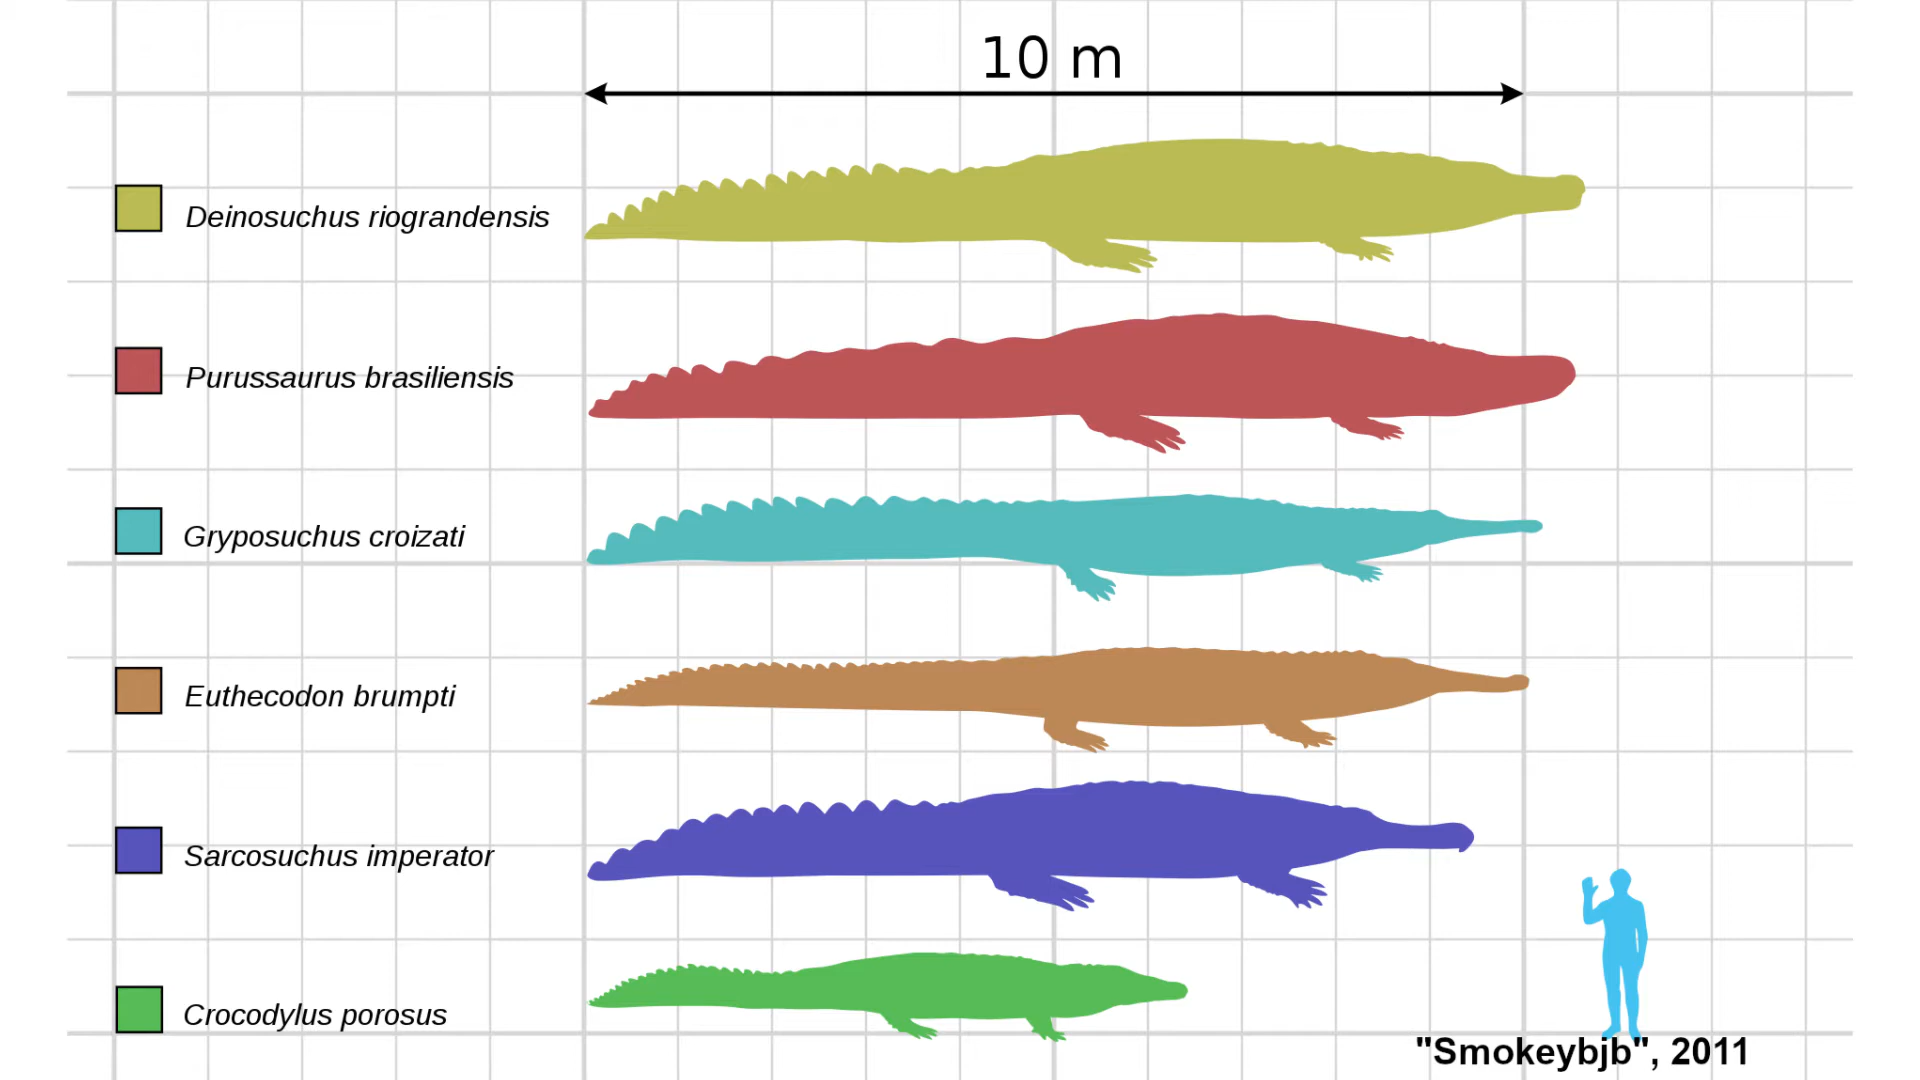 10 m
Deinosuchus riograndensis
Purussaurus brasiliensis
Gryposuchus croizati
Euthecodon brumpti
Sarcosuchus imperator
Crocodylus porosus
"Smokeybjb", 2011